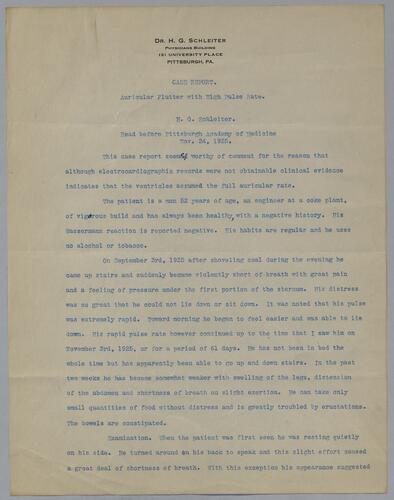 DR. H. G. SCHLEITER
PHYSICIANS BUILDING
121 UNIVERSITY PLACE
PITTSBURGH, PA.
CASE REPORT.
Auricular Flutter with High Pulse Rate.
H. G. Schleiter.
Read before Pittsburgh Academy of Medicine
Nov. 24, 1925.
This case report seems worthy of comment for the reason that
although electrocardiographic records were not obtainable clinical evidence
indicates that the ventricles assumed the full auricular rate.
The patient is a man 52 years of age, an engineer at a coke plant,
of vigorous build and has always been healthy, with a negative history. His
Wassermann reaction is reported negative. His habits are regular and he uses
no alcohol or tobacco.
On September 3rd, 1925 after shoveling coal during the evening he
came up stairs and suddenly became violently short of breath with great pain
and a feeling of pressure under the first portion of the sternum. His distress
was so great that he could not lie down or sit down. It was noted that his pulse
was extremely rapid. Toward morning he began to feel easier and was able to lie
down. His rapid pulse rate however continued up to the time that I saw him on
November 3rd, 1925, or for a period of 61 days. He has not been in bed the
whole time but has apparently been able to go up and down stairs. In the past
two weeks he has become somewhat weaker with swelling of the legs, distension
of the abdomen and shortness of breath on slight exertion. He can take only
small quantities of food without distress and is greatly troubled by eructations.
The bowels are constipated.
Examination. When the patient was first seen he was resting quietly
on his side. He turned around on his back to speak and this slight effort caused
a great deal of shortness of breath. With this exception his appearance suggested